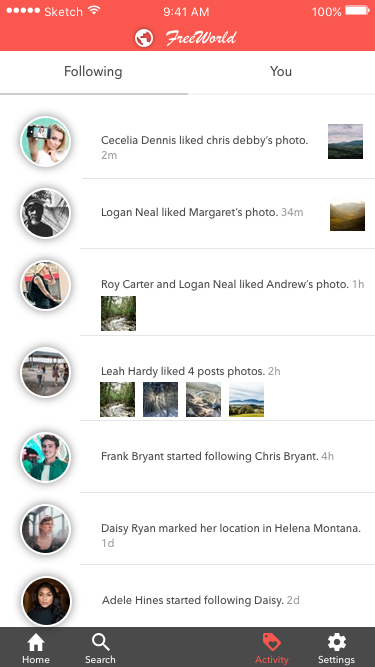 Sketch 9:41 AM 100%
FreeWorld
Following You
Cecelia Dennis liked chris debby's photo.
2m
Logan Neal liked Margaret's photo. 34m
Roy Carter and Logan Neal liked Andrew's photo. 1h
Leah Hardy liked 4 posts photos. 2h
Frank Bryant started following Chris Bryant. 4h
Daisy Ryan marked her location in Helena Montana.
1d
Adele Hines started following Daisy. 2d
Home Search Activity Settings